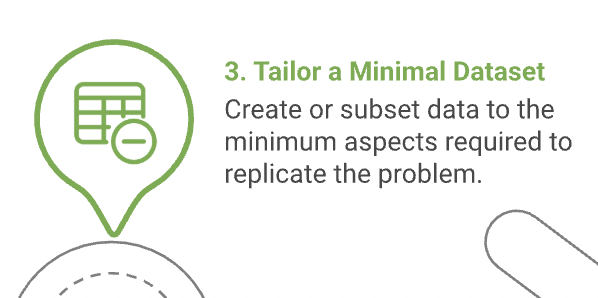 3. Tailor a Minimal Dataset
Create or subset data to the
minimum aspects required to
replicate the problem.